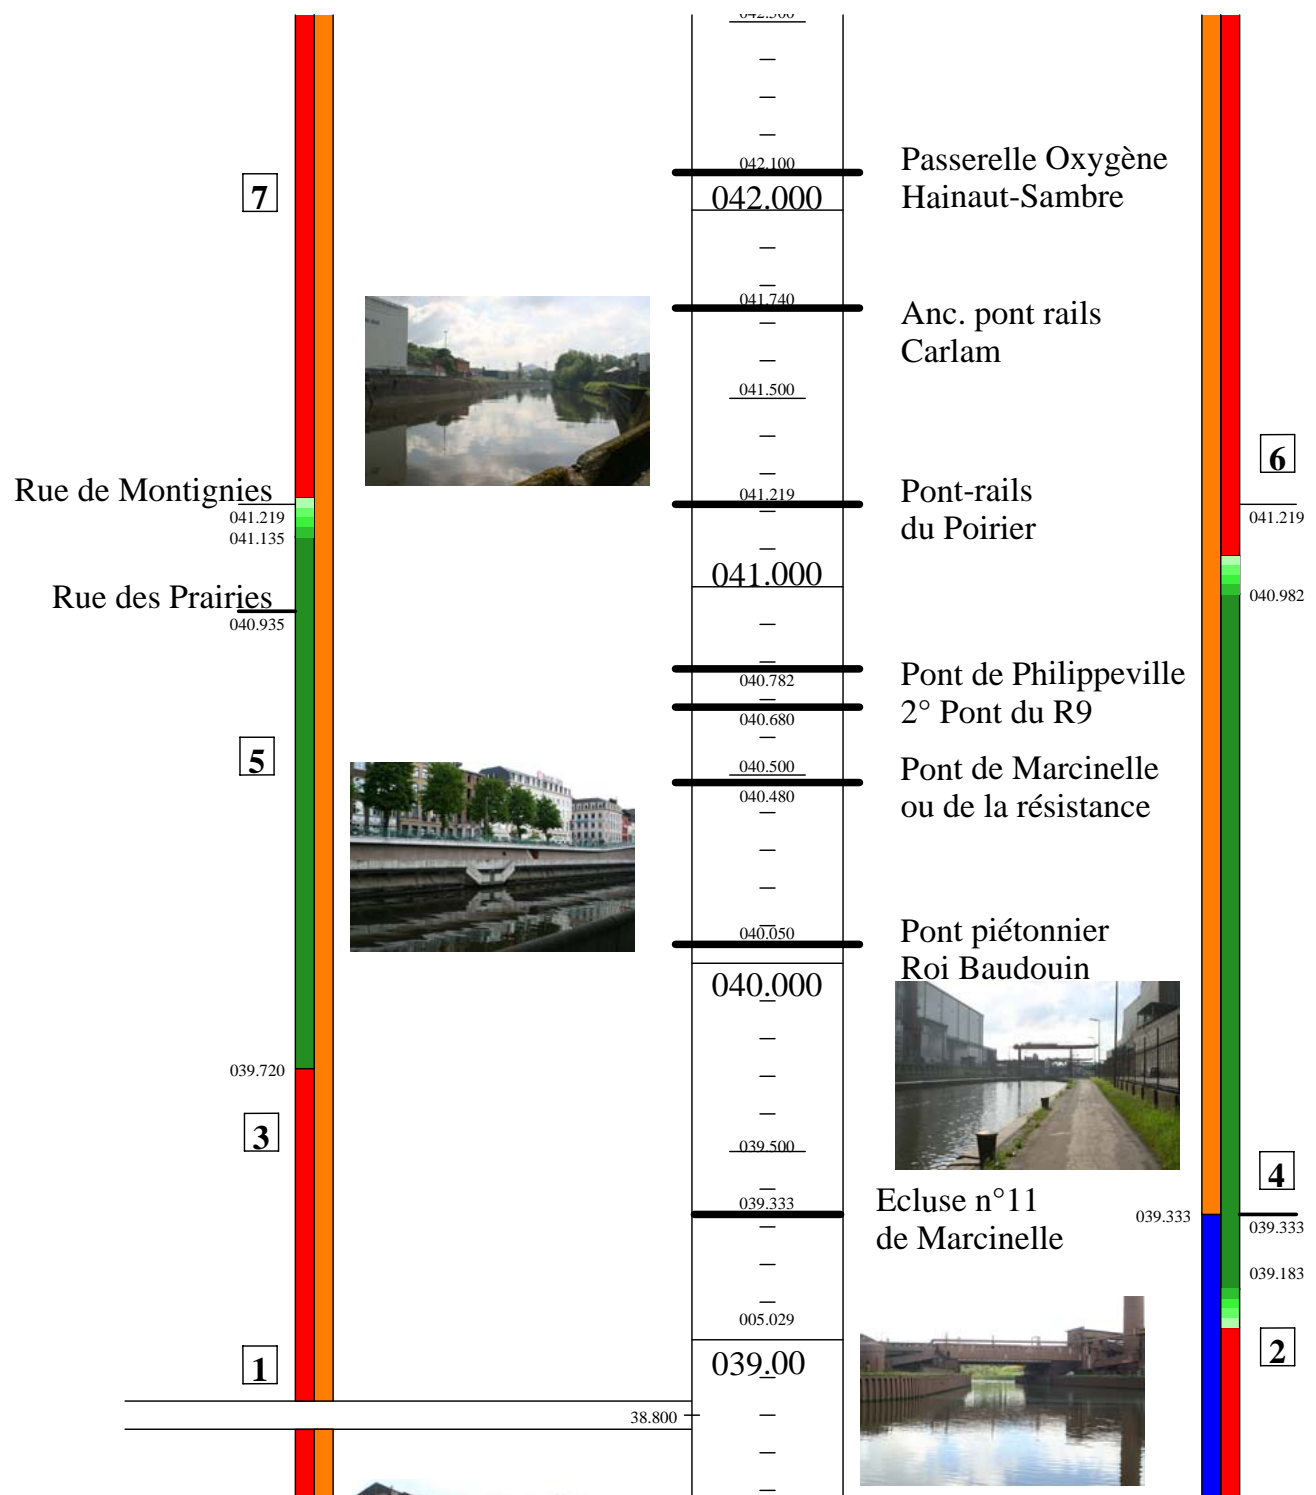 042.500
042.100
Passerelle Oxygène
Hainaut-Sambre
7
042.000
041.740
Anc. pont rails
Carlam
041.500
6
Rue de Montignies
041.219
041.135
041.219
Pont-rails
du Poirier
041.219
041.000
Rue des Prairies
040.935
040.982
040.782
Pont de Philippeville
040.680
2° Pont du R9
5
040.500
040.480
Pont de Marcinelle
ou de la résistance
040.050
Pont piétonnier
Roi Baudouin
040.000
039.720
3
039.500
4
039.333
Ecluse n°11
de Marcinelle
039.333
039.333
039.183
005.029
2
1
039.00
38.800